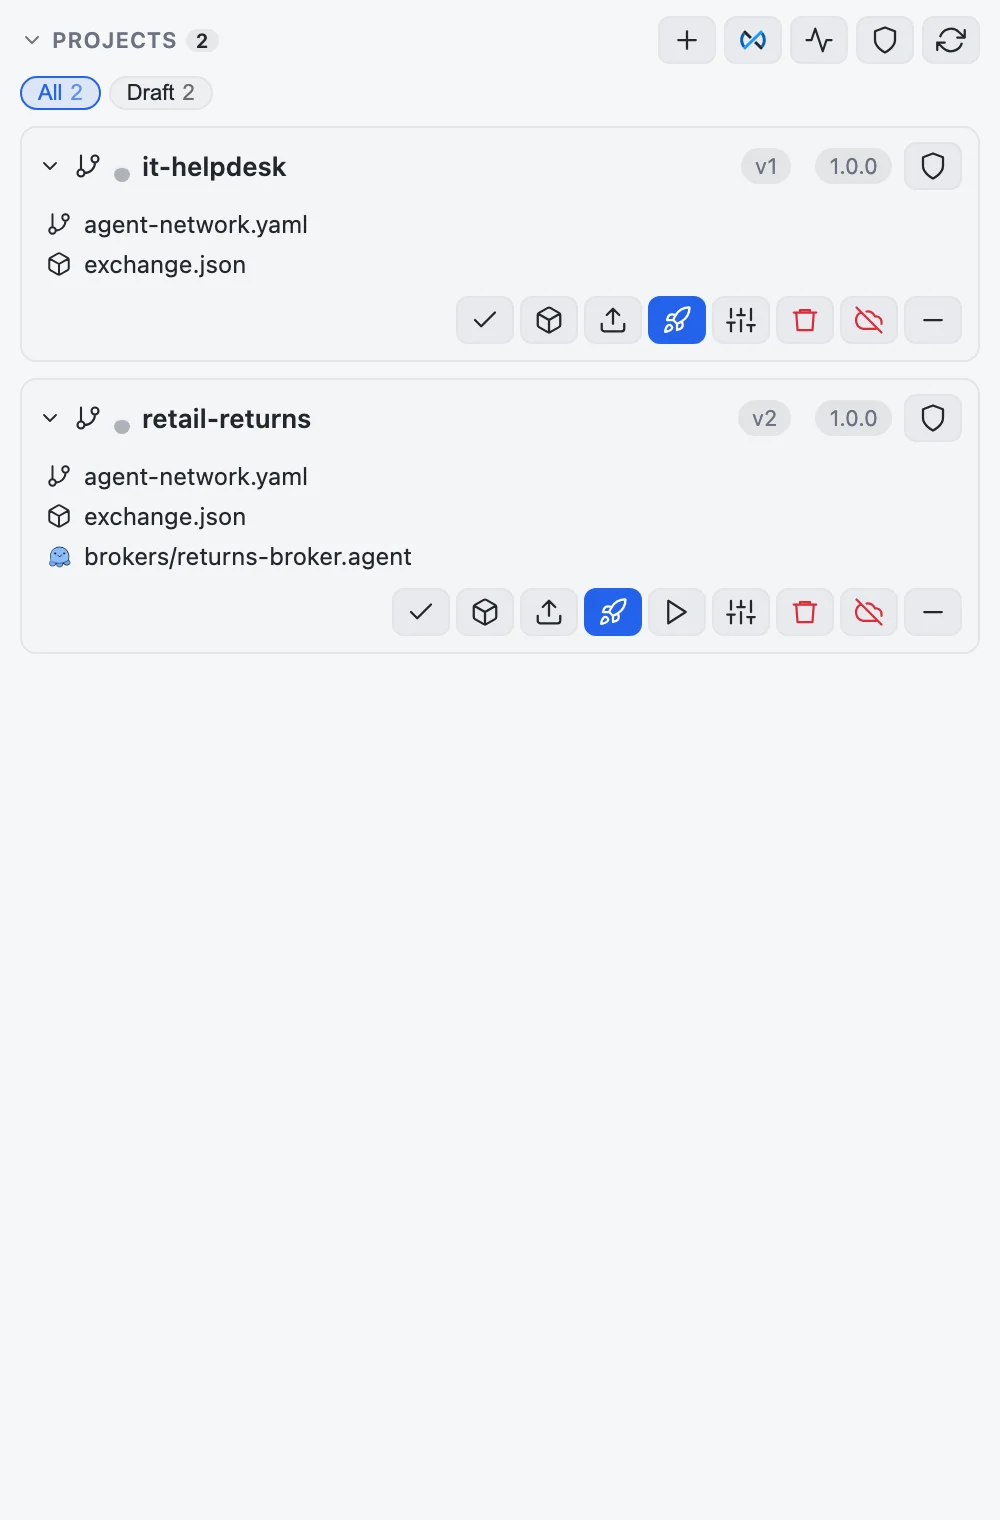 PROJECTS 2
All 2 Draft 2
it-helpdesk v1 1.0.0
agent-network.yaml
exchange.json
retail-returns v2 1.0.0
agent-network.yaml
exchange.json
brokers/returns-broker.agent